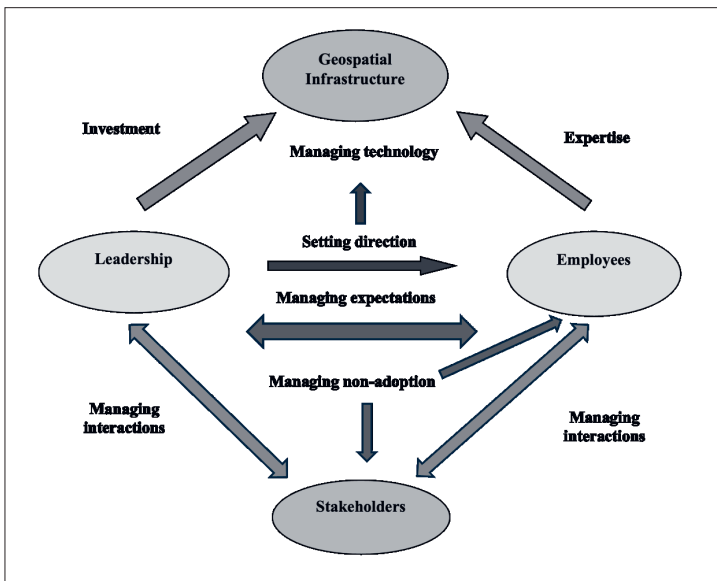 Geospatial
Infrastructure
Investment
Expertise
Managing technology
Setting direction
Leadership
Employees
Managing expectations
Managing non-adoption
Managing
interactions
Managing
interactions
Stakeholders